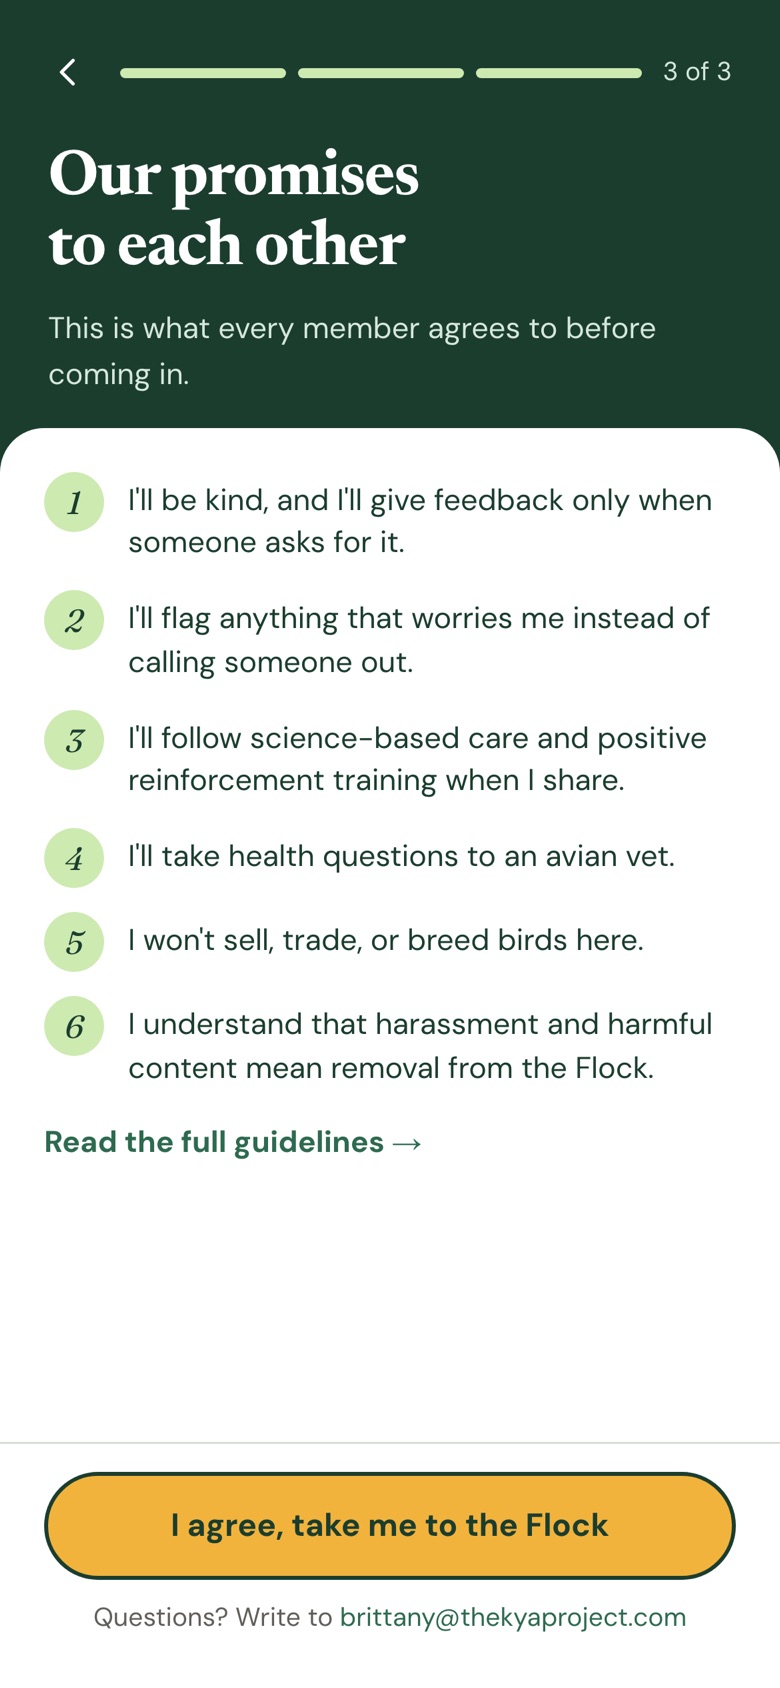 3 of 3
Our promises
to each other
This is what every member agrees to before
coming in.
1 I'll be kind, and I'll give feedback only when
someone asks for it.
2 I'll flag anything that worries me instead of
calling someone out.
3 I'll follow science-based care and positive
reinforcement training when I share.
4 I'll take health questions to an avian vet.
5 I won't sell, trade, or breed birds here.
6 I understand that harassment and harmful
content mean removal from the Flock.
Read the full guidelines →
I agree, take me to the Flock
Questions? Write to brittany@thekyaproject.com